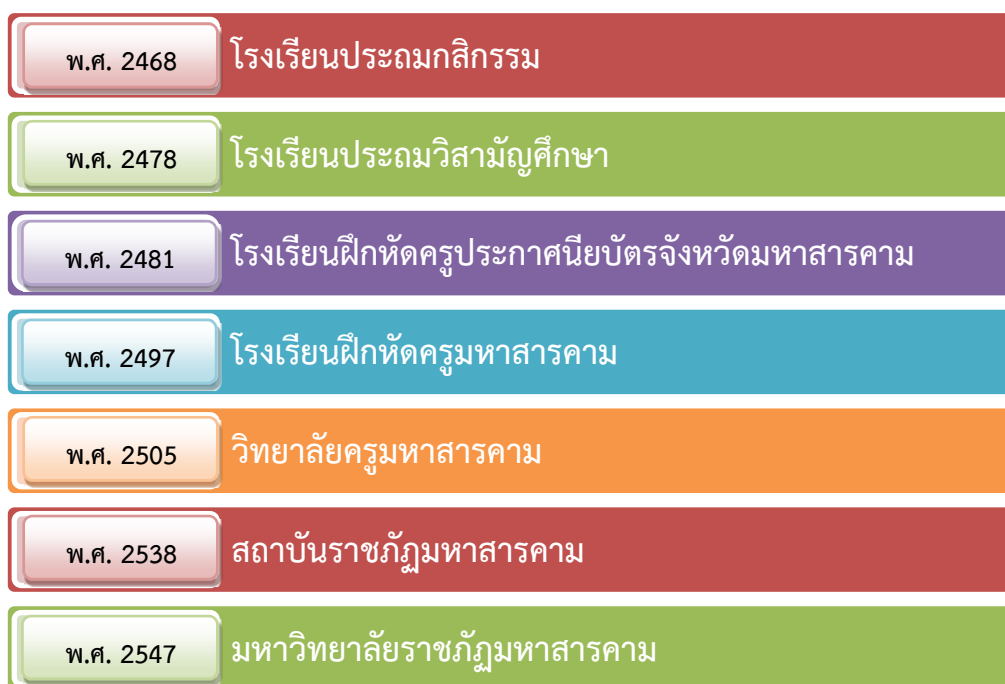 พ.ศ. 2468 โรงเรียนประถมกสิกรรม
พ.ศ. 2478 โรงเรียนประถมวิสามัญศึกษา
พ.ศ. 2481 โรงเรียนฝึกหัดครูประกาศนียบัตรจังหวัดมหาสารคาม
พ.ศ. 2497 โรงเรียนฝึกหัดครูมหาสารคาม
พ.ศ. 2505 วิทยาลัยครูมหาสารคาม
พ.ศ. 2538 สถาบันราชภัฏมหาสารคาม
พ.ศ. 2547 มหาวิทยาลัยราชภัฏมหาสารคาม